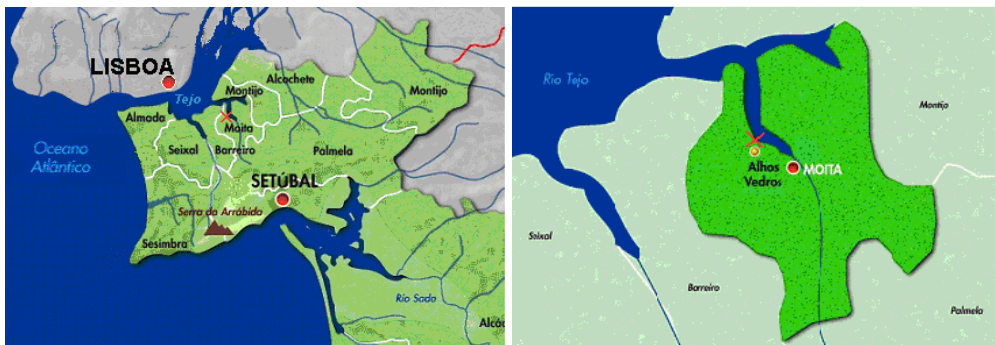 LISBOA
Alcochete
Montijo
Montijo
Tejo
Almada
Moita
Oceano
Atlântico
Seixal
Barreiro
Palmela
SETÚBAL
Serra da Arrábida
Sesimbra
Rio Sado
Alcác
Rio Tejo
Montijo
Alhos
Vedros
MOITA
Seixal
Barreiro
Palmela